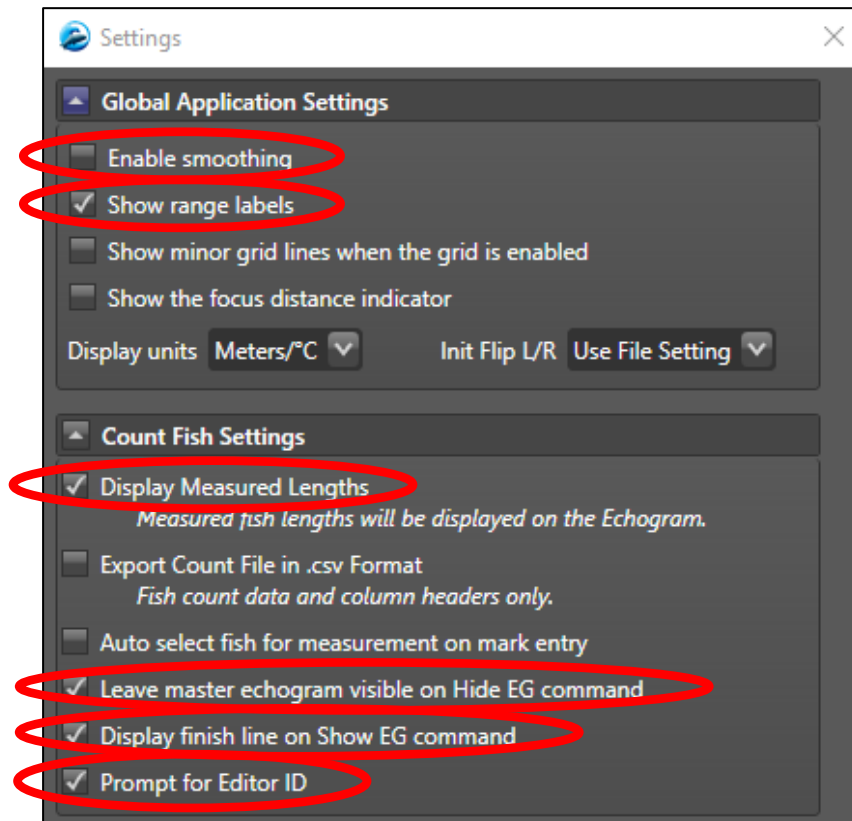 Settings
Global Application Settings
Enable smoothing
Show range labels
Show minor grid lines when the grid is enabled
Show the focus distance indicator
Display units Meters/°C Init Flip L/R Use File Setting
Count Fish Settings
Display Measured Lengths
Measured fish lengths will be displayed on the Echogram.
Export Count File in .csv Format
Fish count data and column headers only.
Auto select fish for measurement on mark entry
Leave master echogram visible on Hide EG command
Display finish line on Show EG command
Prompt for Editor ID